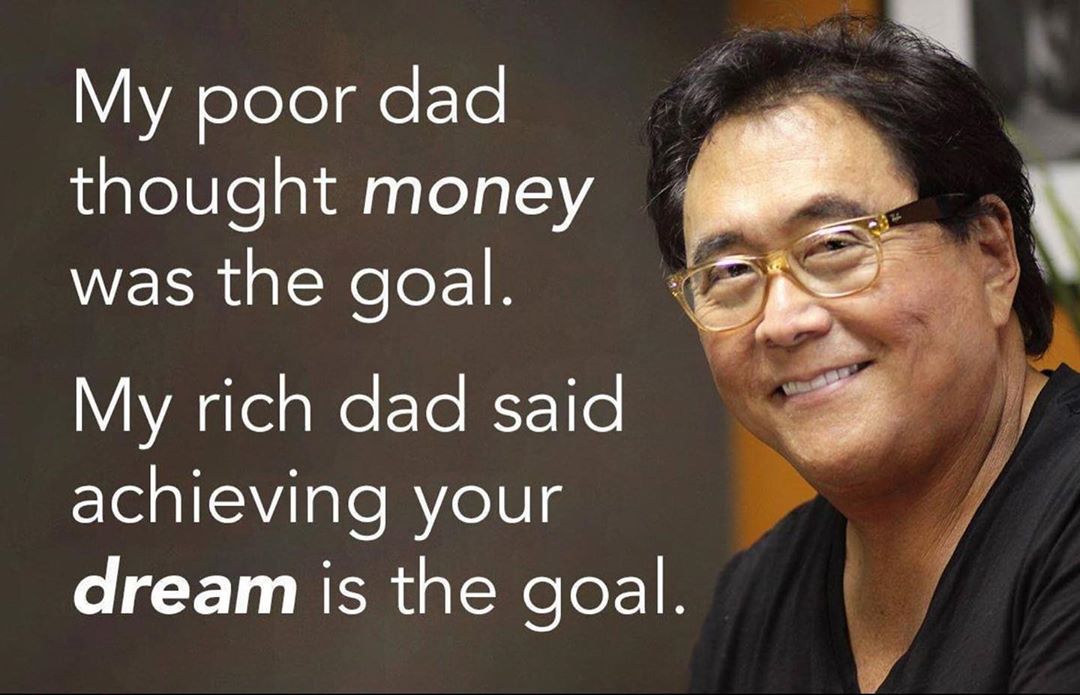 My poor dad
thought money
was the goal.
My rich dad said
achieving your
dream is the goal.